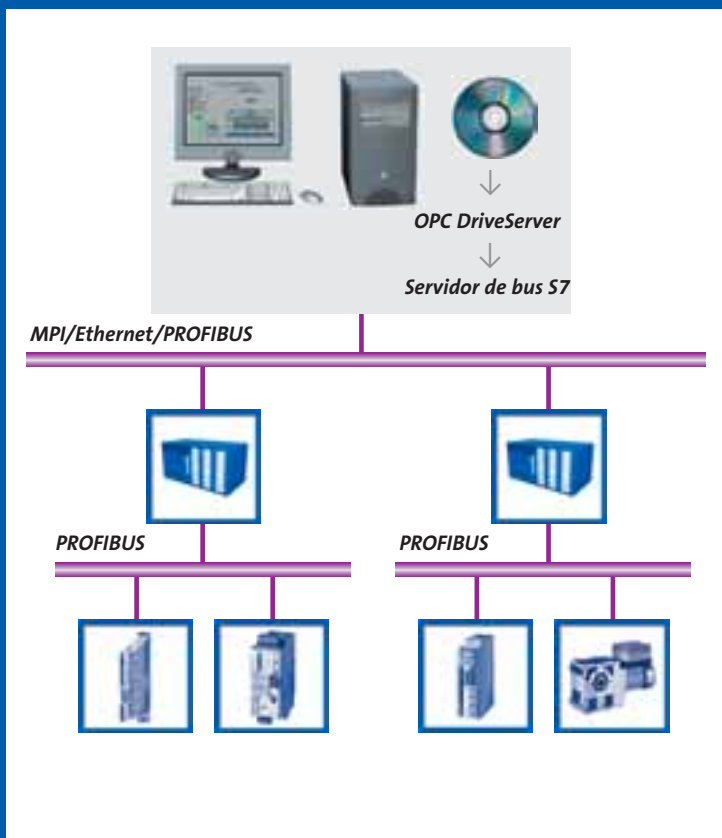 OPC DriveServer
Servidor de bus S7
MPI/Ethernet/PROFIBUS
PROFIBUS
PROFIBUS